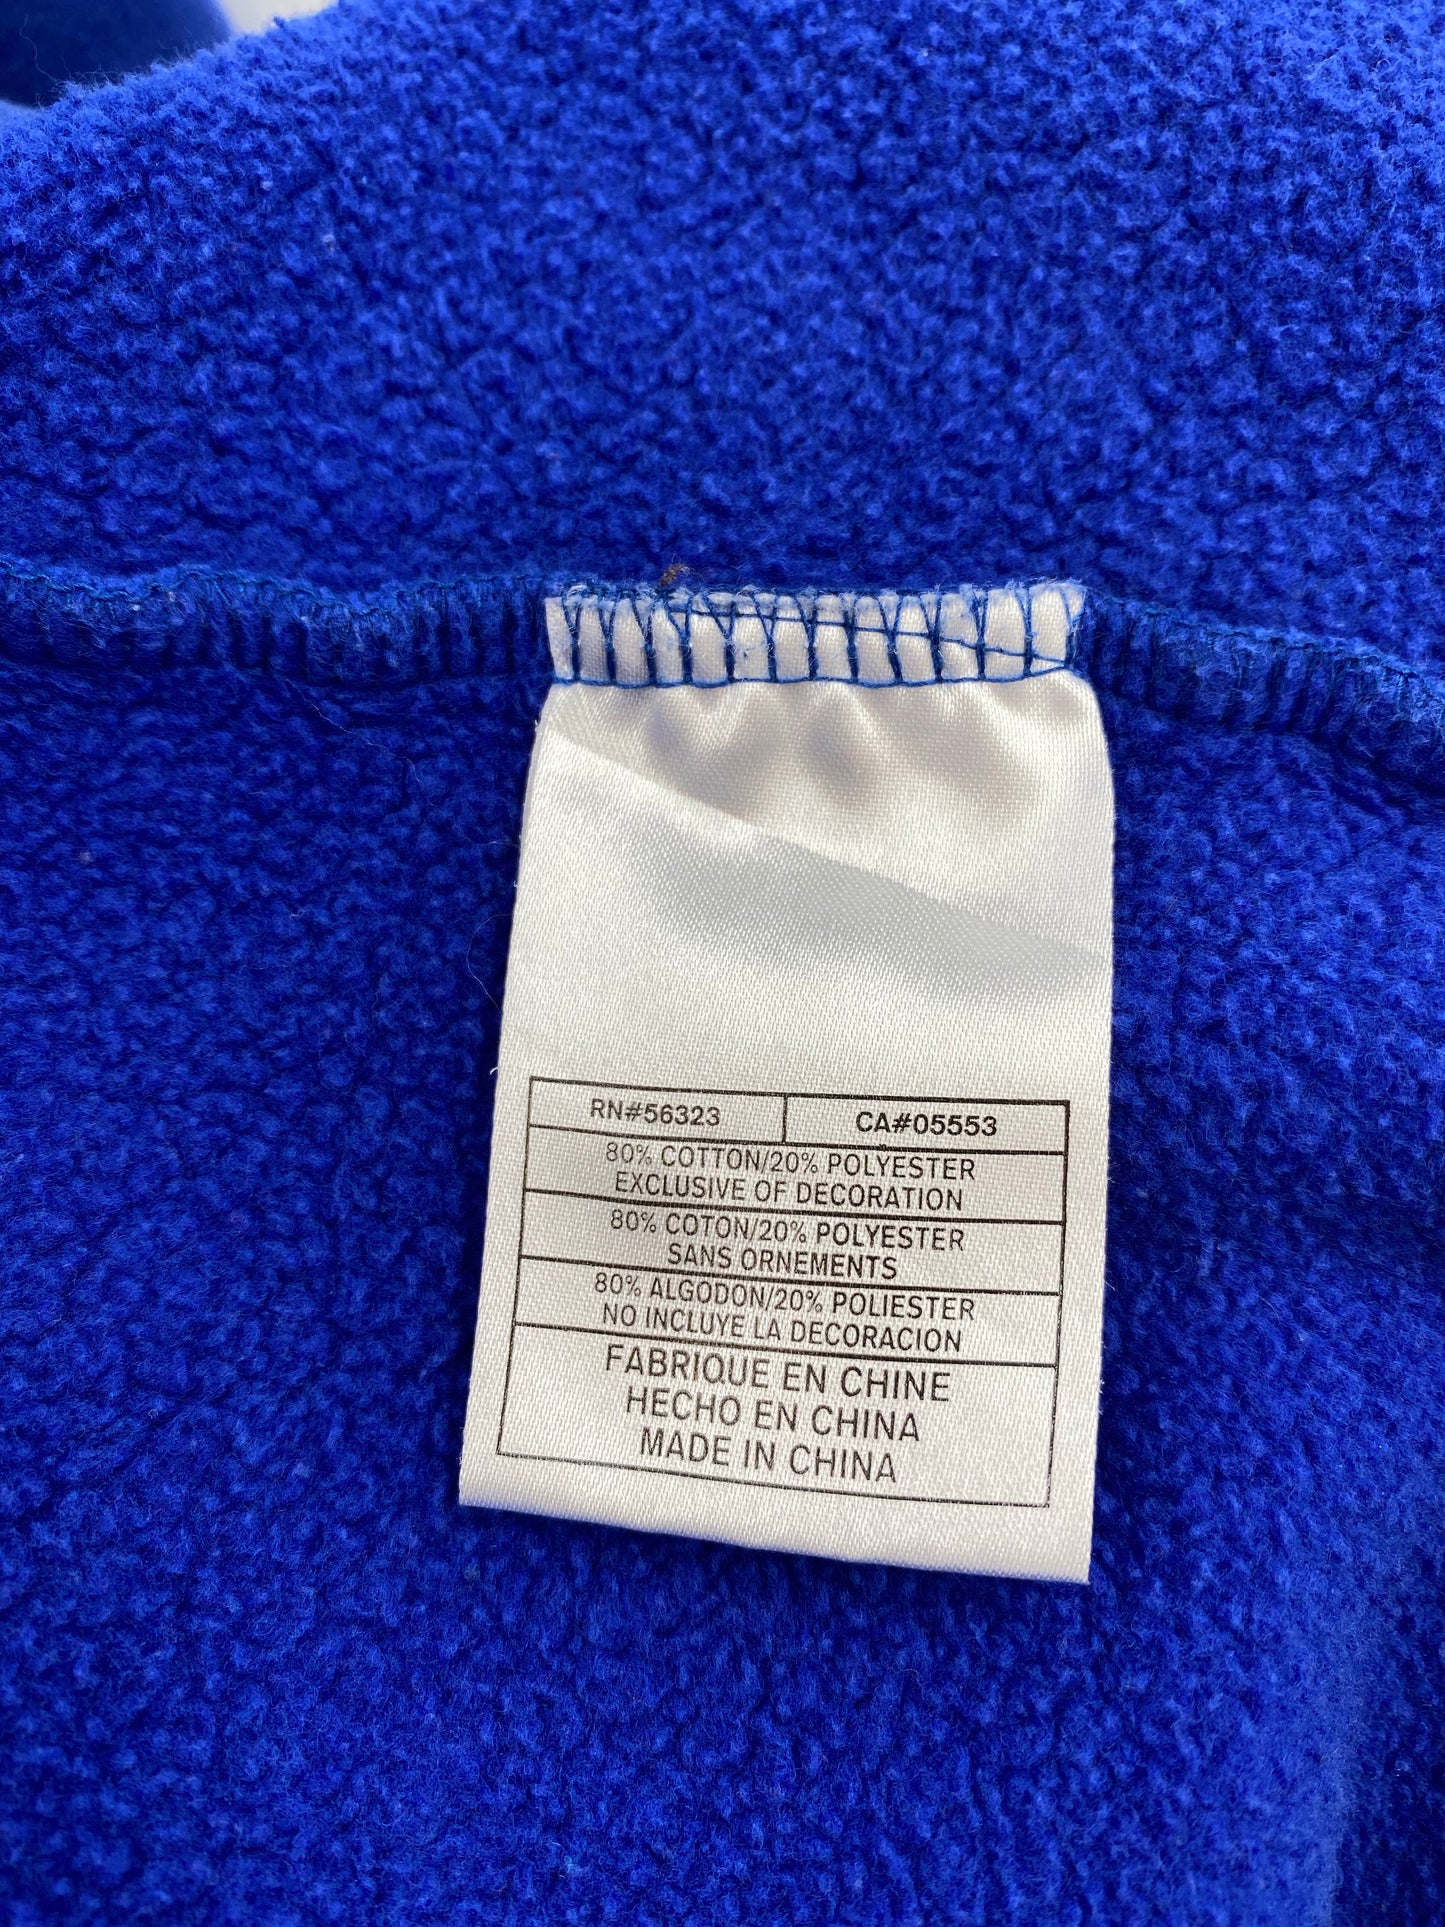 RN#56323 CA#05553
80% COTTON/20% POLYESTER
EXCLUSIVE OF DECORATION
80% COTON/20% POLYESTER
SANS ORNEMENTS
80% ALGODON/20% POLIESTER
NO INCLUYE LA DECORACION
FABRIQUE EN CHINE
HECHO EN CHINA
MADE IN CHINA